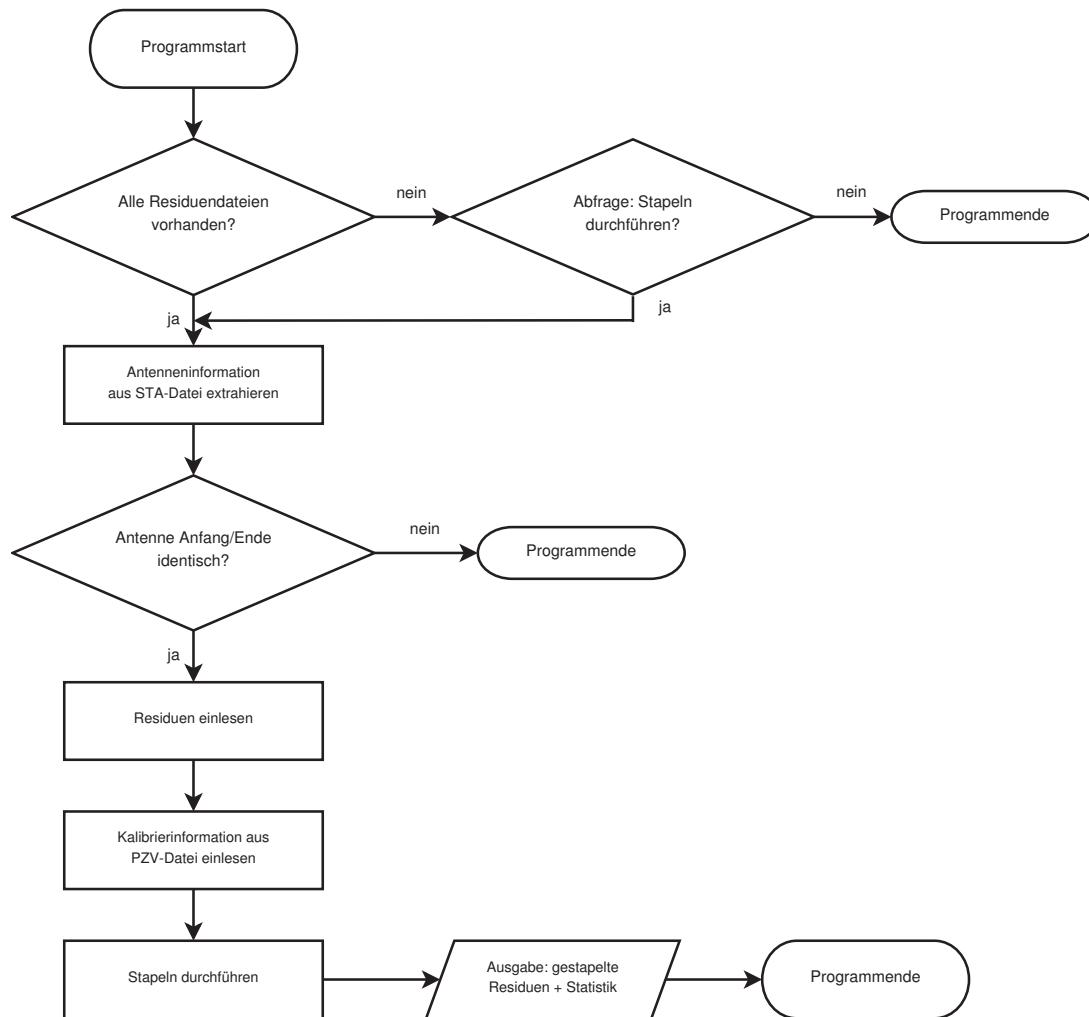 Programmstart
Alle Residuendateien
vorhanden?
nein
Abfrage: Stapeln
durchführen?
nein
Programmende
ja
ja
Antenneninformation
aus STA-Datei extrahieren
Antenne Anfang/Ende
identisch?
nein
Programmende
ja
Residuen einlesen
Kalibrierinformation aus
PZV-Datei einlesen
Stapeln durchführen
Ausgabe: gestapelte
Residuen + Statistik
Programmende